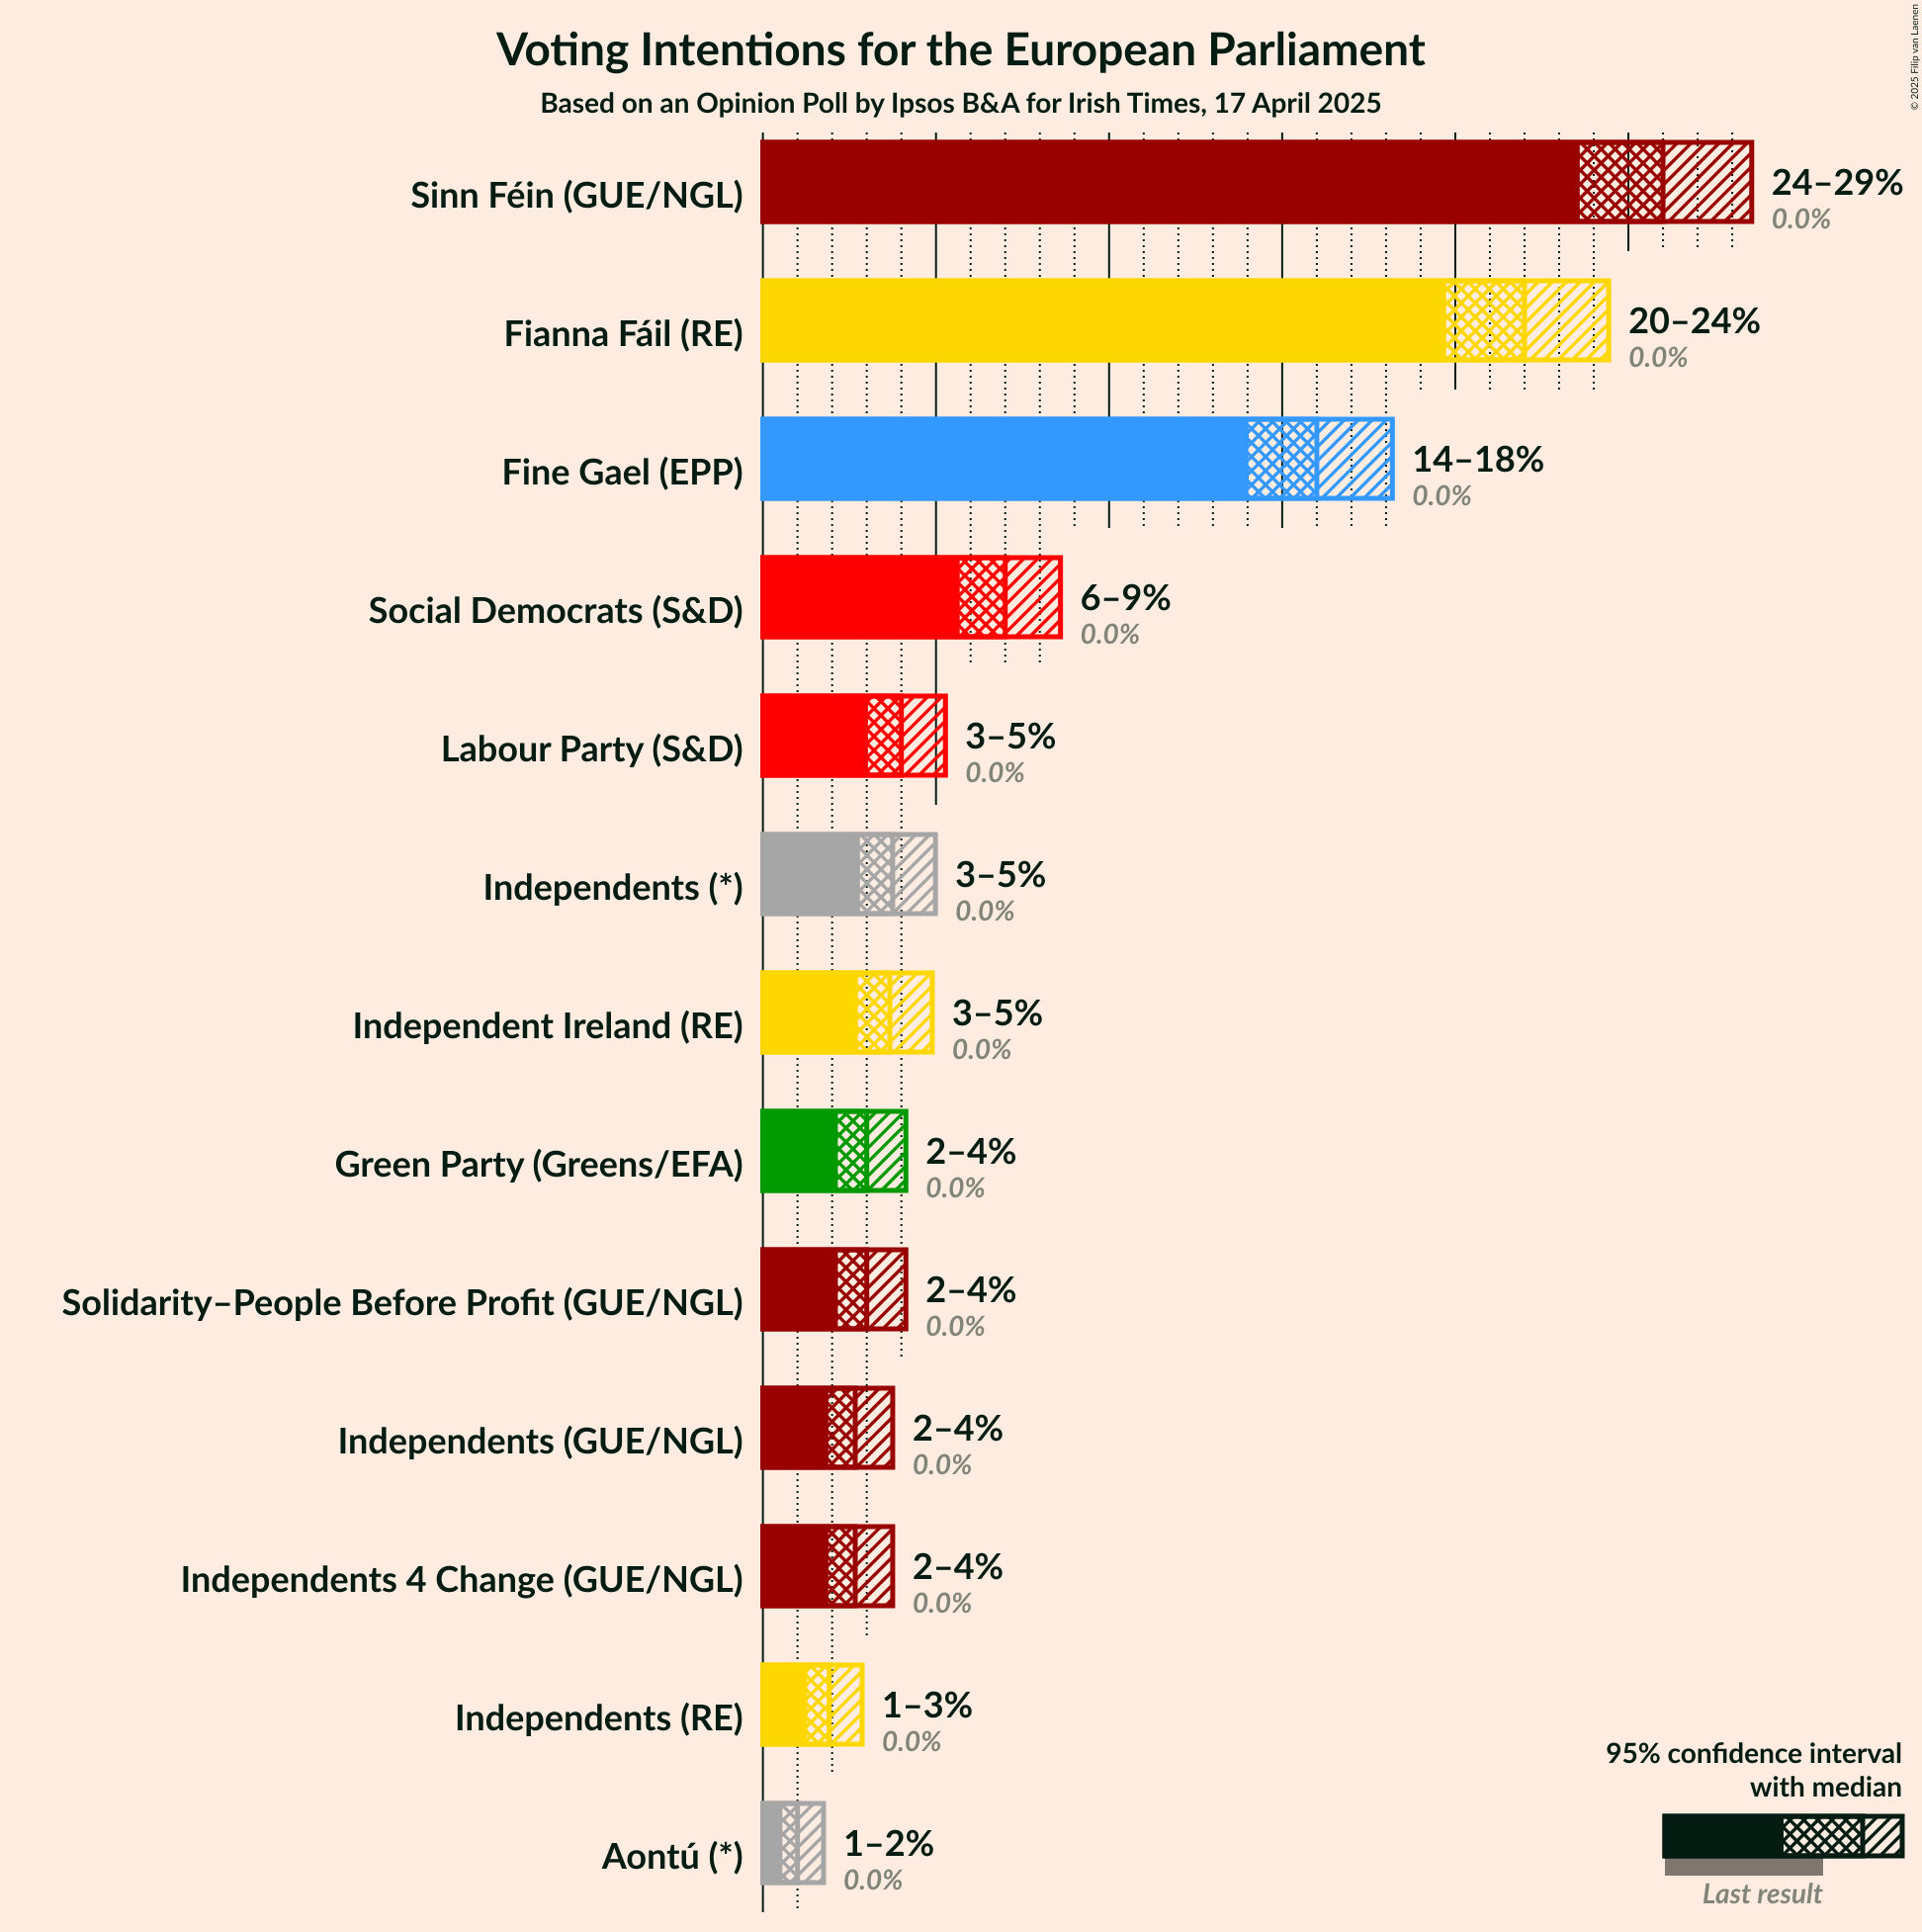 Voting Intentions for the European Parliament
Based on an Opinion Poll by Ipsos B&A for Irish Times, 17 April 2025
© 2025 Filip van Laenen
Sinn Féin (GUE/NGL)
24–29%
0.0%
Fianna Fáil (RE)
20–24%
0.0%
Fine Gael (EPP)
14–18%
0.0%
Social Democrats (S&D)
6–9%
0.0%
Labour Party (S&D)
3–5%
0.0%
Independents (*)
3–5%
0.0%
Independent Ireland (RE)
3–5%
0.0%
Green Party (Greens/EFA)
2–4%
0.0%
Solidarity–People Before Profit (GUE/NGL)
2–4%
0.0%
Independents (GUE/NGL)
2–4%
0.0%
Independents 4 Change (GUE/NGL)
2–4%
0.0%
Independents (RE)
1–3%
0.0%
Aontú (*)
1–2%
0.0%
95% confidence interval
with median
Last result